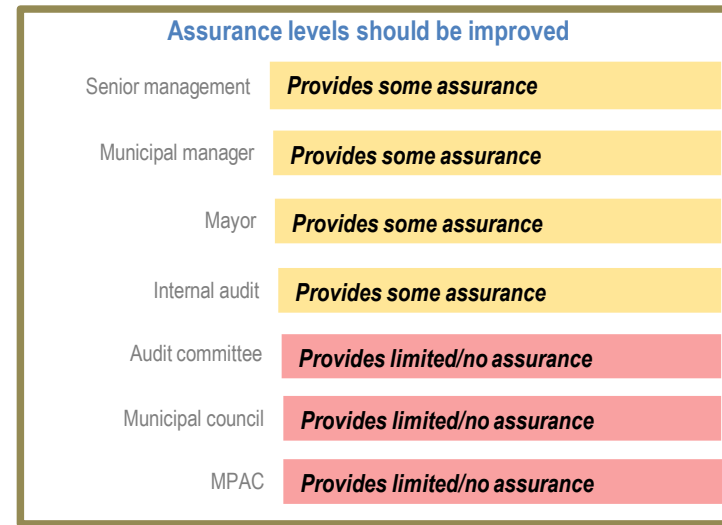 Assurance levels should be improved
Senior management Provides some assurance
Municipal manager Provides some assurance
Mayor Provides some assurance
Internal audit Provides some assurance
Audit committee Provides limited/no assurance
Municipal council Provides limited/no assurance
MPAC Provides limited/no assurance